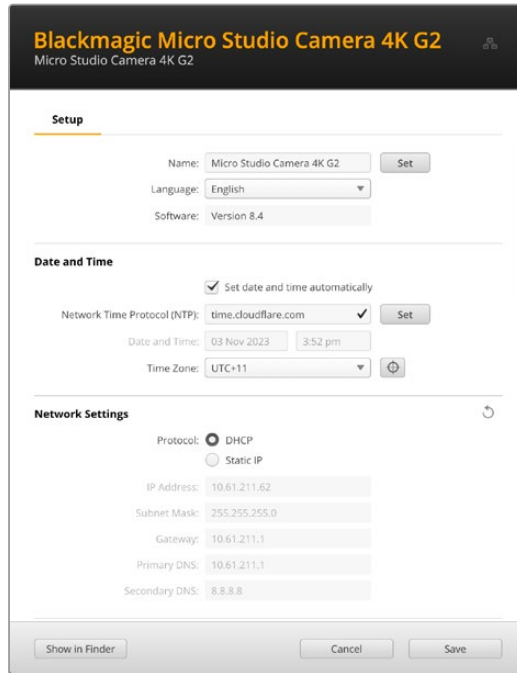 Blackmagic Micro Studio Camera 4K G2
Micro Studio Camera 4K G2
Setup
Name: Micro Studio Camera 4K G2 Set
Language: English
Software: Version 8.4
Date and Time
Set date and time automatically
Network Time Protocol (NTP): time.cloudflare.com Set
Date and Time: 03 Nov 2023 3:52 pm
Time Zone: UTC+11
Network Settings
Protocol: DHCP
Static IP
IP Address: 10.61.211.62
Subnet Mask: 255.255.255.0
Gateway: 10.61.211.1
Primary DNS: 10.61.211.1
Secondary DNS: 8.8.8.8
Show in Finder Cancel Save